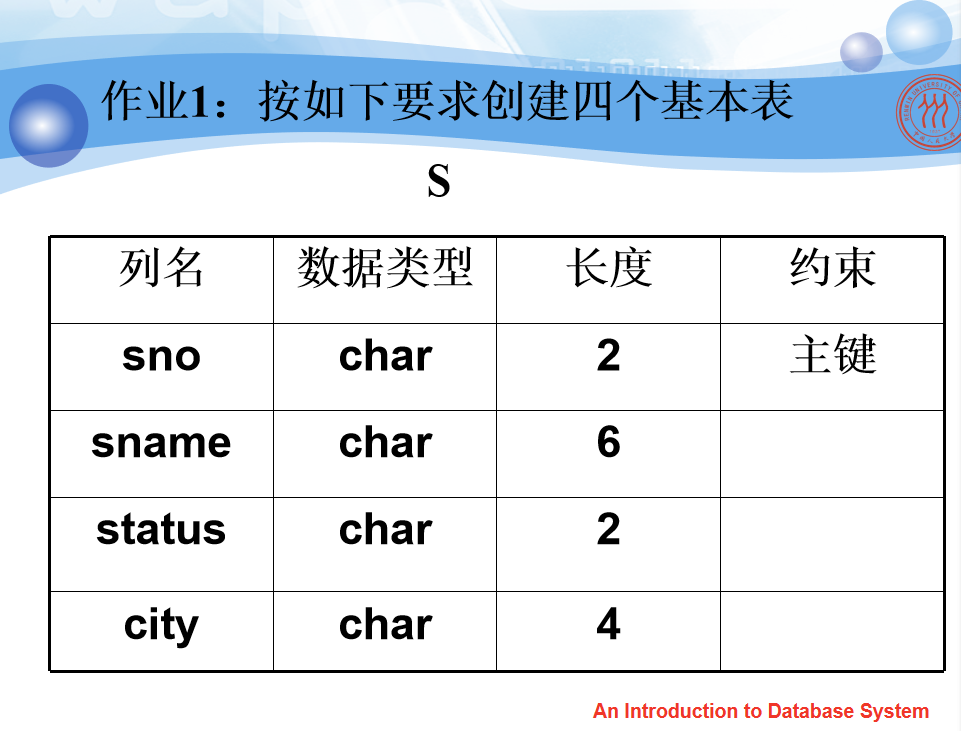 作业1：按如下要求创建四个基本表
S
列名 数据类型 长度 约束
sno char 2 主键
sname char 6
status char 2
city char 4
An Introduction to Database System